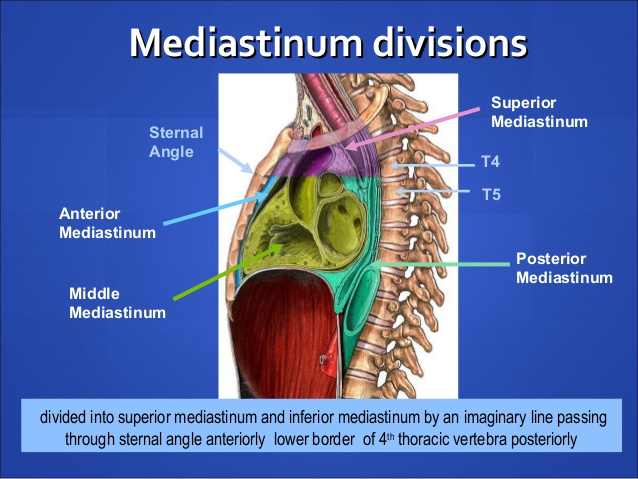 Mediastinum divisions
Superior
Mediastinum
Sternal
Angle
T4
T5
Anterior
Mediastinum
Posterior
Mediastinum
Middle
Mediastinum
divided into superior mediastinum and inferior mediastinum by an imaginary line passing
through sternal angle anteriorly lower border of 4th thoracic vertebra posteriorly